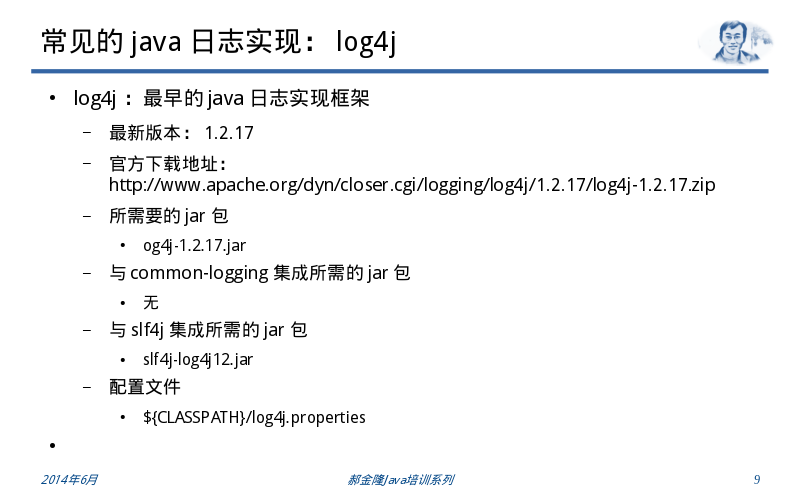 常见的 java 日志实现： log4j
• log4j ：最早的 java 日志实现框架
– 最新版本： 1.2.17
– 官方下载地址：
http://www.apache.org/dyn/closer.cgi/logging/log4j/1.2.17/log4j-1.2.17.zip
– 所需要的 jar 包
• og4j-1.2.17.jar
– 与 common-logging 集成所需的 jar 包
• 无
– 与 slf4j 集成所需的 jar 包
• slf4j-log4j12.jar
– 配置文件
• ${CLASSPATH}/log4j.properties
•
2014年6月 郝金隆Java培训系列 9